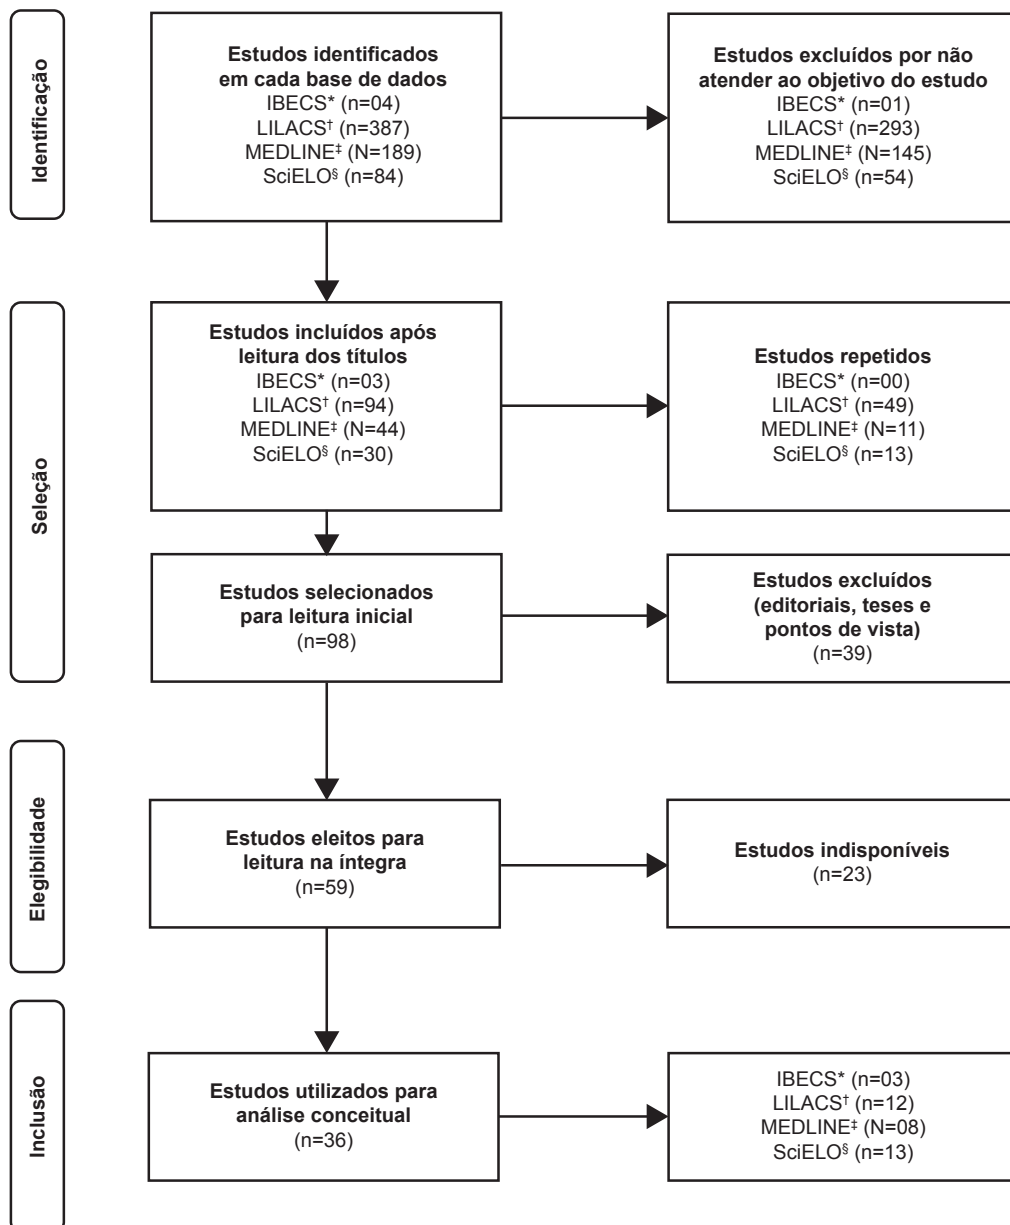 Identificação
Estudos identificados
em cada base de dados
IBECS* (n=04)
LILACS† (n=387)
MEDLINE‡ (N=189)
SciELO§ (n=84)
Estudos excluídos por não
atender ao objetivo do estudo
IBECS* (n=01)
LILACS† (n=293)
MEDLINE‡ (N=145)
SciELO§ (n=54)
Seleção
Estudos incluídos após
leitura dos títulos
IBECS* (n=03)
LILACS† (n=94)
MEDLINE‡ (N=44)
SciELO§ (n=30)
Estudos repetidos
IBECS* (n=00)
LILACS† (n=49)
MEDLINE‡ (N=11)
SciELO§ (n=13)
Estudos selecionados
para leitura inicial
(n=98)
Estudos excluídos
(editoriais, teses e
pontos de vista)
(n=39)
Elegibilidade
Estudos eleitos para
leitura na íntegra
(n=59)
Estudos indisponíveis
(n=23)
Inclusão
Estudos utilizados para
análise conceitual
(n=36)
IBECS* (n=03)
LILACS† (n=12)
MEDLINE‡ (N=08)
SciELO§ (n=13)